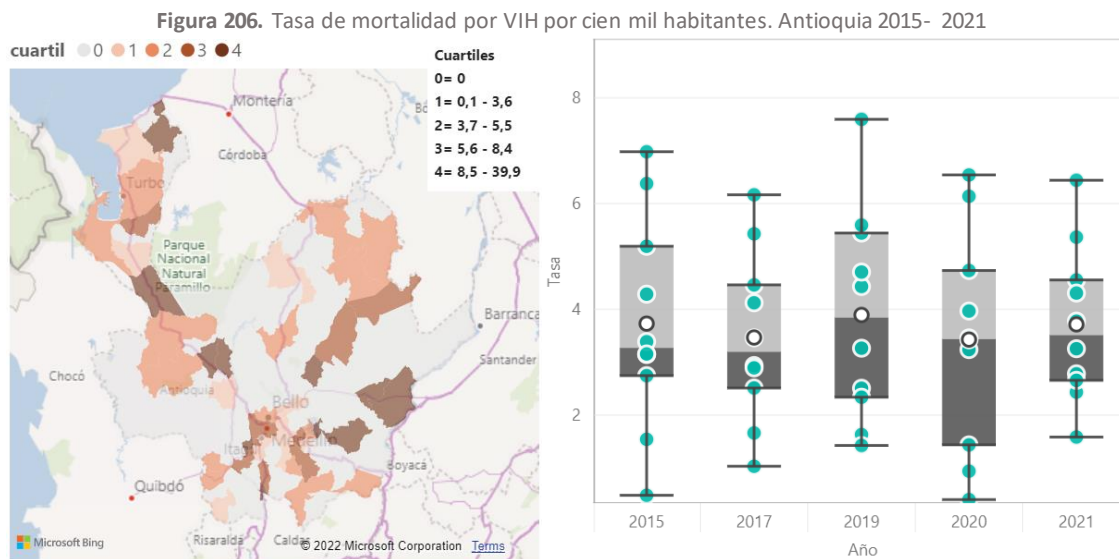 Figura 206. Tasa de mortalidad por VIH por cien mil habitantes. Antioquia 2015- 2021
cuartil 0 1 2 3 4
Cuartiles
0= 0
1= 0,1 - 3,6
2= 3,7 - 5,5
3= 5,6 - 8,4
4= 8,5 - 39,9
Montería
Córdoba
Turbo
Parque
Nacional
Natural
Paramillo
Barranca
Santander
Chocó
Antioquia
Bello
Medellín
Itagü
Boyacá
Quibdó
Risaralda
Caldas
Microsoft Bing
© 2022 Microsoft Corporation Terms
Tasa
8
6
4
2
2015 2017 2019 2020 2021
Año